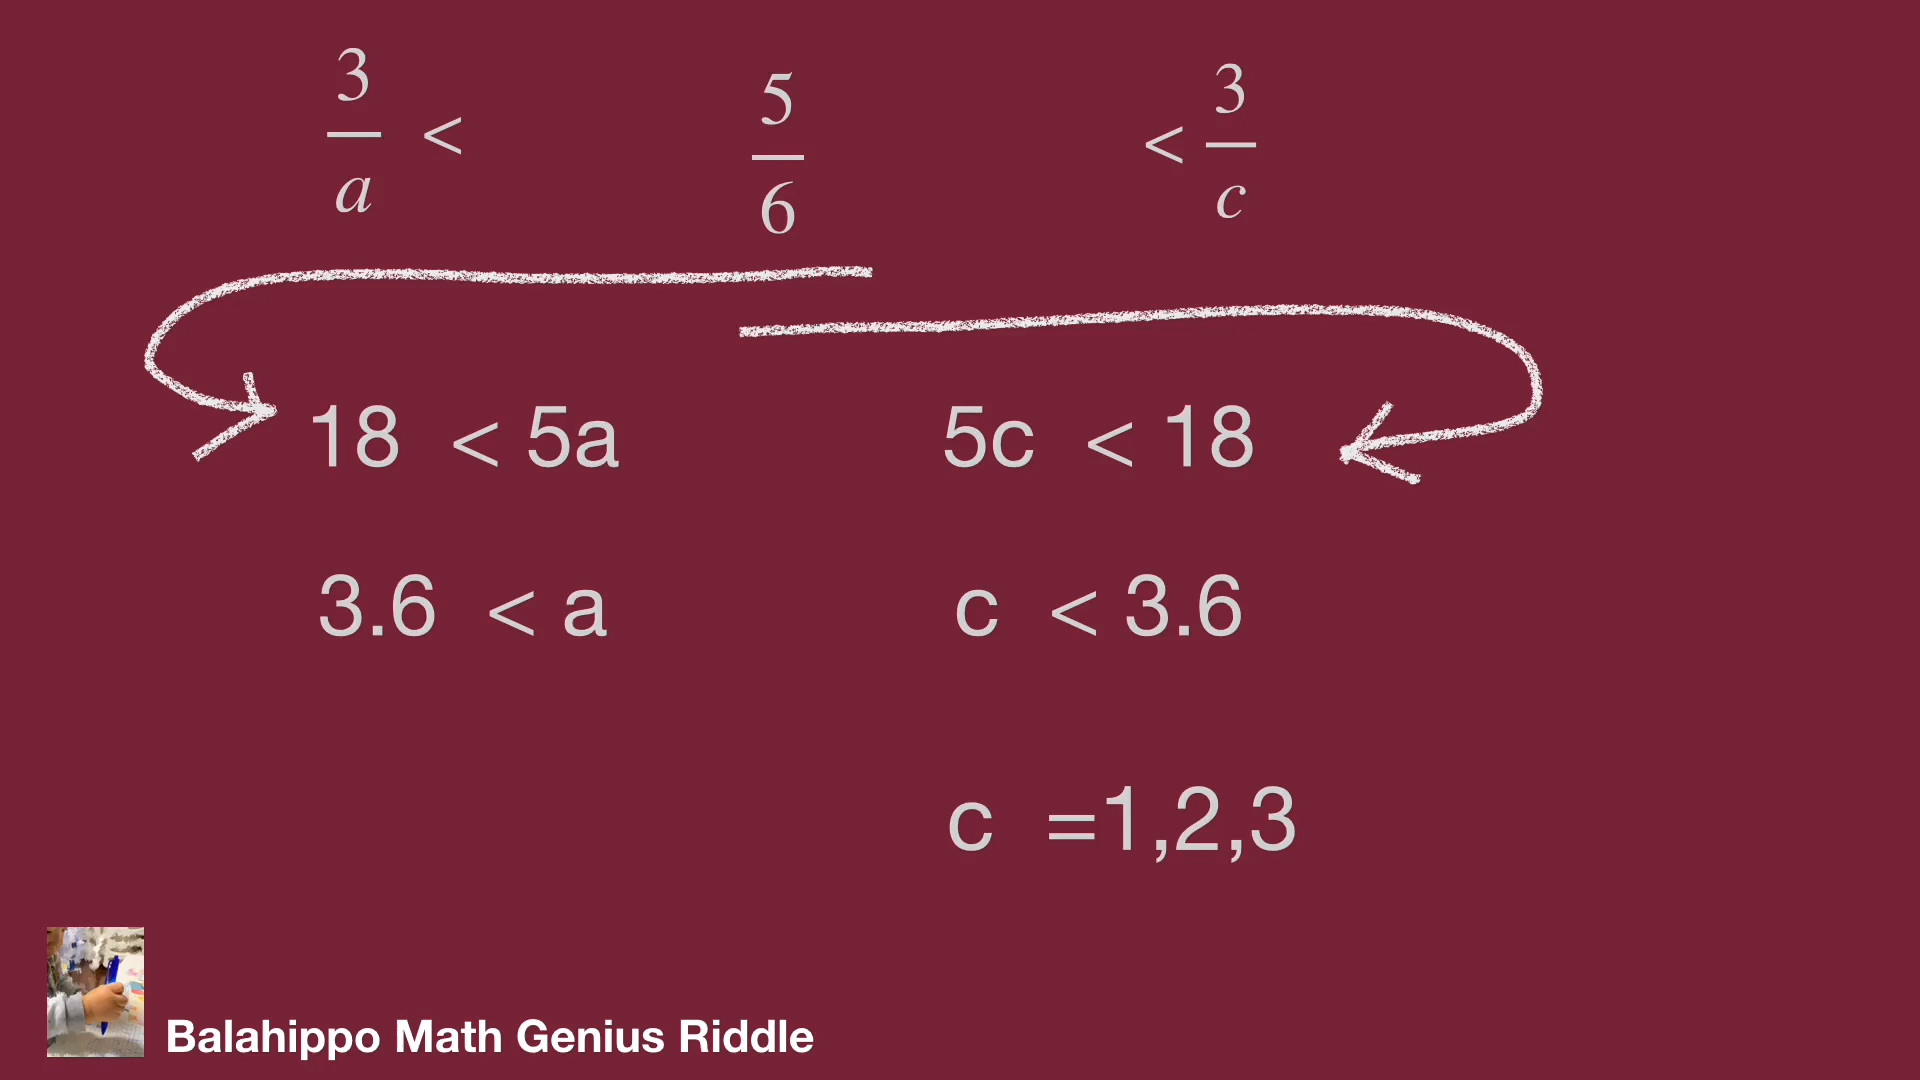 3/a < 5/6 < 3/c
18 < 5a 5c < 18
3.6 < a c < 3.6
c =1,2,3
Balahippo Math Genius Riddle